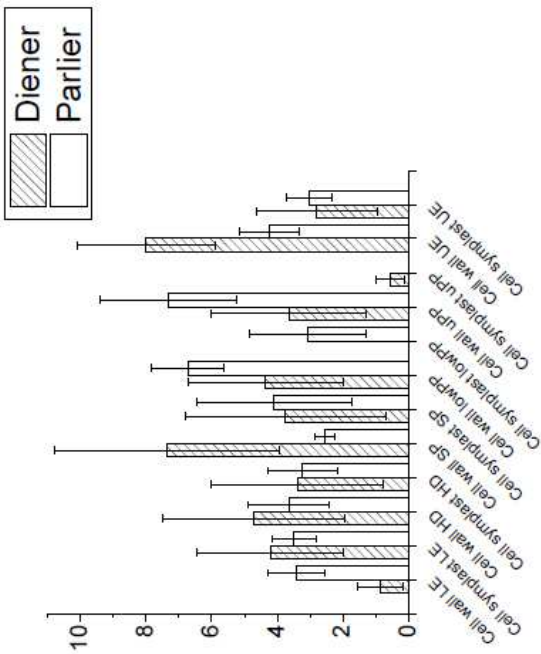 Diener
Parlier
10
8
6
4
2
0
Cell wall LE
Cell symplast LE
Cell wall HD
Cell symplast HD
Cell wall SP
Cell symplast SP
Cell wall lowPP
Cell symplast lowPP
Cell wall uPP
Cell symplast uPP
Cell wall UE
Cell symplast UE